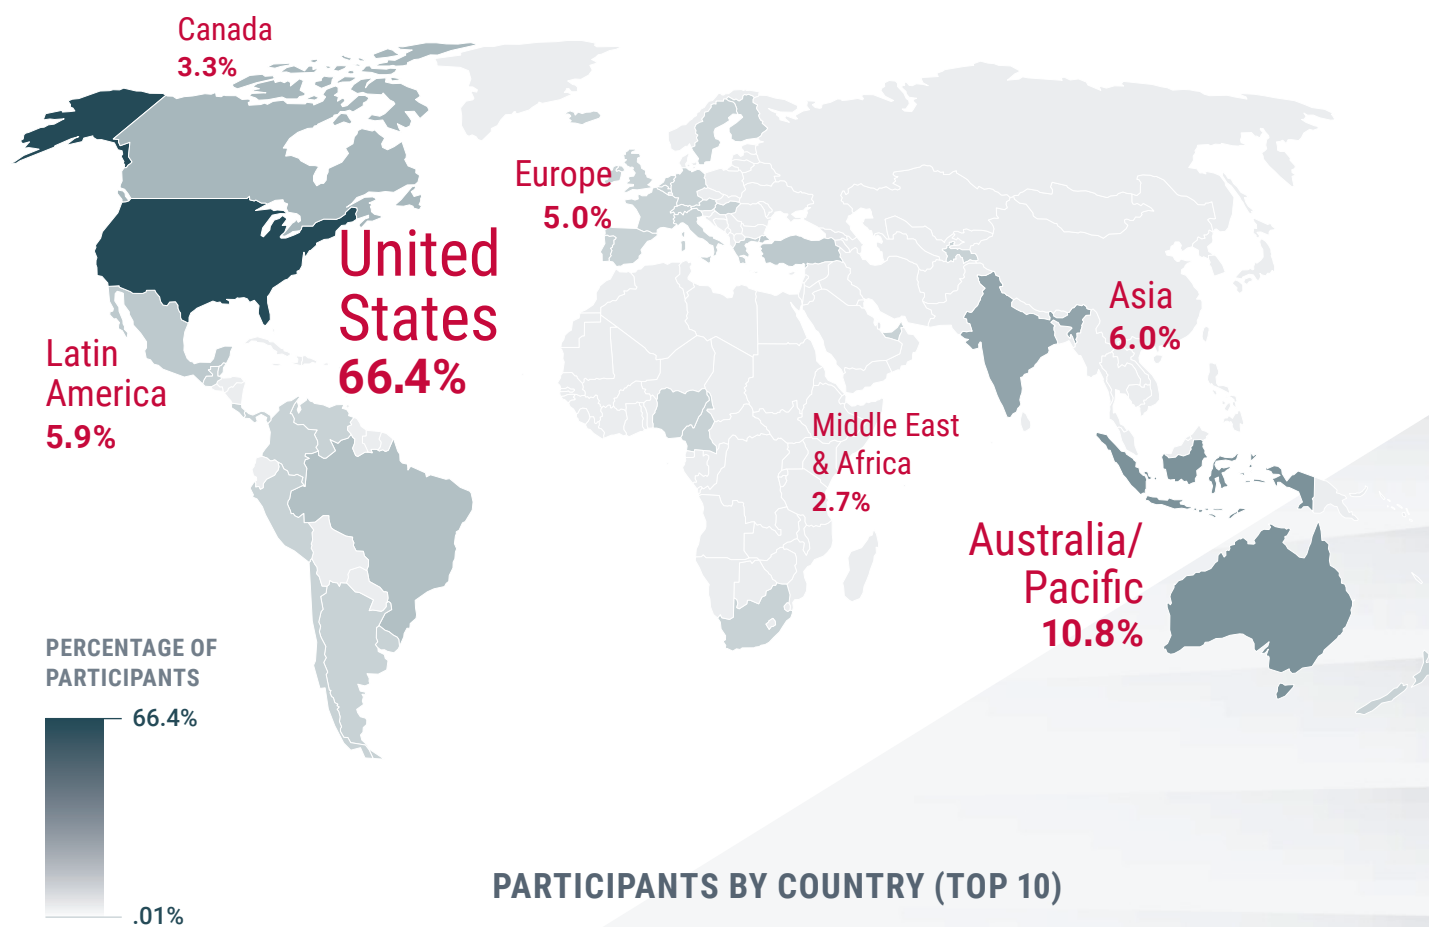 Canada
3.3%
Europe
5.0%
United
States
66.4%
Asia
6.0%
Latin
America
5.9%
Middle East
& Africa
2.7%
Australia/
Pacific
10.8%
PERCENTAGE OF
PARTICIPANTS
66.4%
.01%
PARTICIPANTS BY COUNTRY (TOP 10)